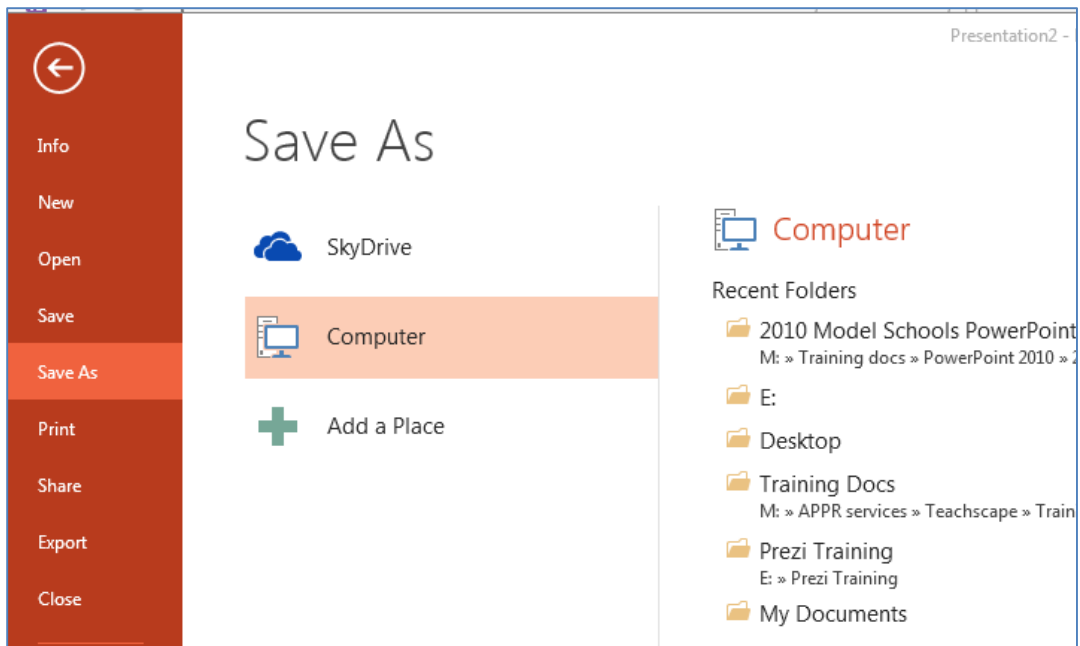 Presentation2 -
Info
New
Open
Save
Save As
Print
Share
Export
Close
Save As
SkyDrive
Computer
Add a Place
Computer
Recent Folders
2010 Model Schools PowerPoint
M: » Training docs » PowerPoint 2010 »
E:
Desktop
Training Docs
M: » APPR services » Teachscape » Train
Prezi Training
E: » Prezi Training
My Documents